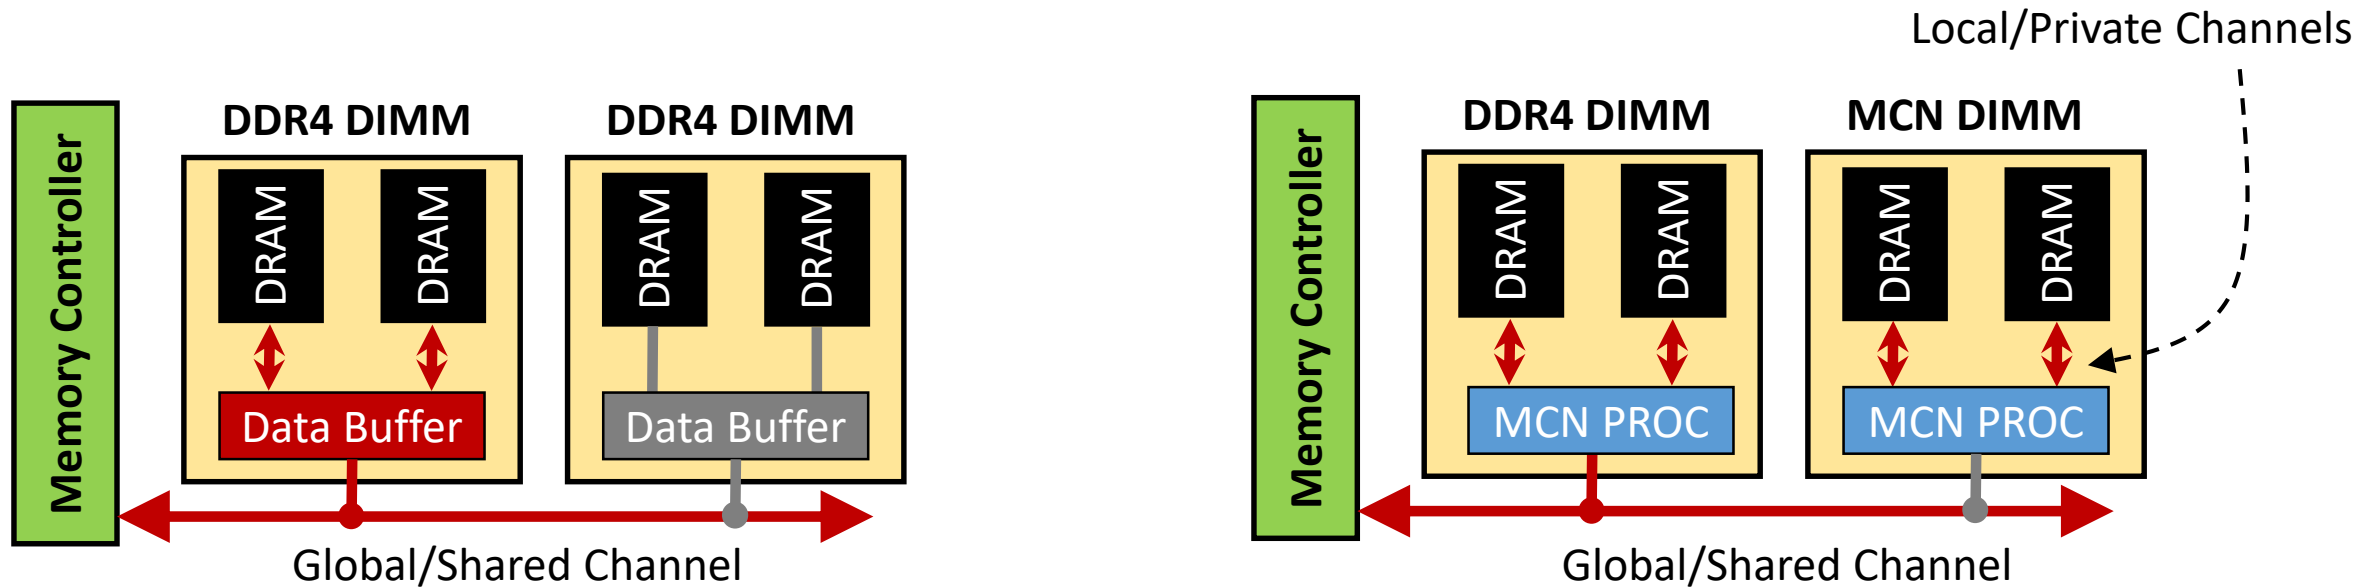 Local/Private Channels
Memory Controller
DDR4 DIMM
DDR4 DIMM
DRAM
DRAM
DRAM
DRAM
Data Buffer
Data Buffer
Global/Shared Channel
Memory Controller
DDR4 DIMM
MCN DIMM
DRAM
DRAM
DRAM
DRAM
MCN PROC
MCN PROC
Global/Shared Channel